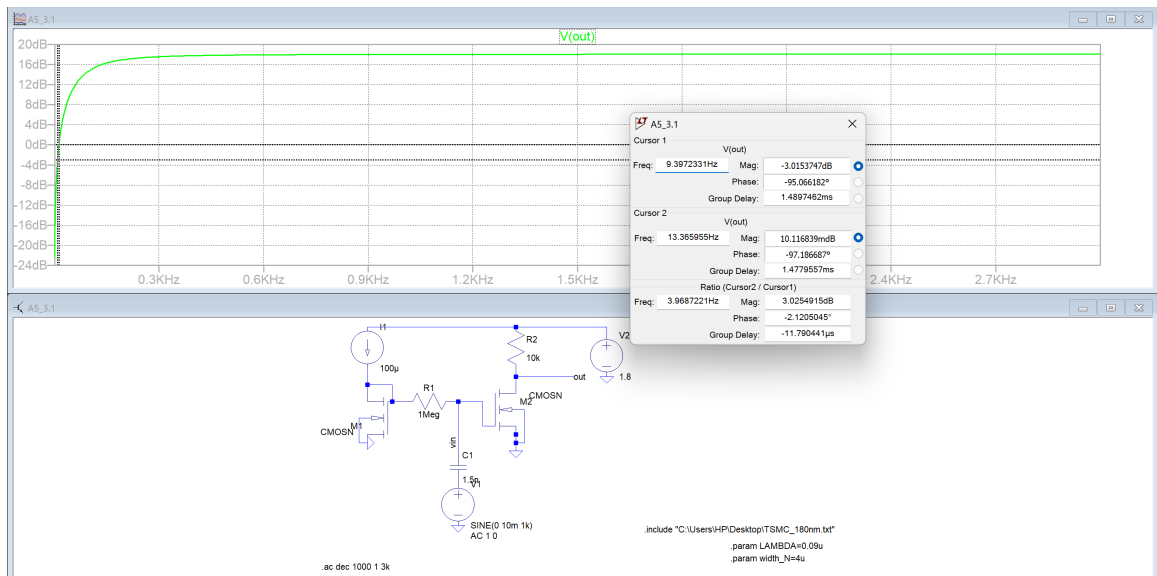 A5_3.1
V(out)
20dB
16dB
12dB
8dB
4dB
0dB
-4dB
-8dB
-12dB
-16dB
-20dB
-24dB
0.3KHz
0.6KHz
0.9KHz
1.2KHz
1.5KHz
2.4KHz
2.7KHz
A5_3.1
Cursor 1
V(out)
Freq: 9.3972331Hz Mag: -3.0153747dB
Phase: -95.066182°
Group Delay: 1.4897462ms
Cursor 2
V(out)
Freq: 13.365955Hz Mag: 10.116839mdB
Phase: -97.186687°
Group Delay: 1.4779557ms
Ratio (Cursor2 / Cursor1)
Freq: 3.9687221Hz Mag: 3.0254915dB
Phase: -2.1205045°
Group Delay: -11.790441µs
A5_3.1
I1
100µ
R2
10k
V2
1.8
out
R1
1Meg
M2
CMOSN
M1
CMOSN
vin
C1
1.5n
V1
SINE(0 10m 1k)
AC 1 0
.include "C:\Users\HP\Desktop\TSMC_180nm.txt"
.param LAMBDA=0.09u
.param width_N=4u
.ac dec 1000 1 3k